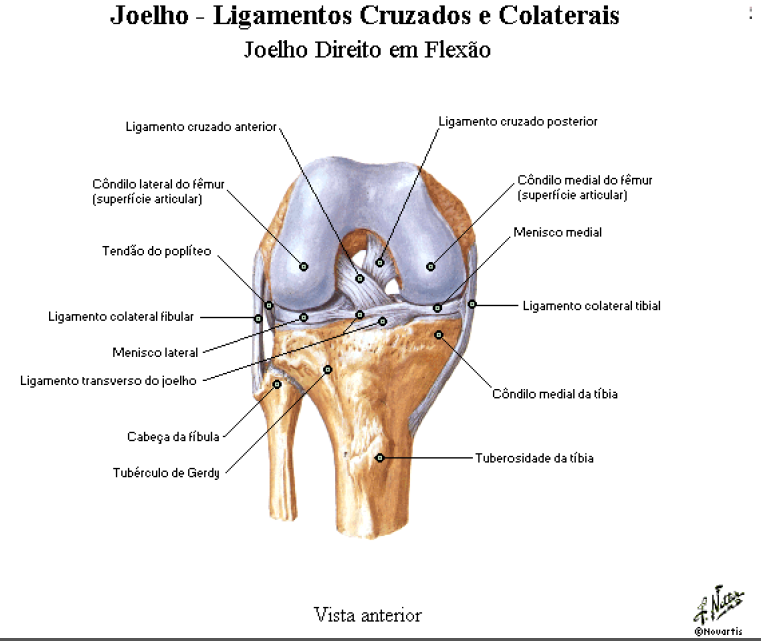 Joelho - Ligamentos Cruzados e Colaterais
Joelho Direito em Flexão
Ligamento cruzado anterior
Ligamento cruzado posterior
Côndilo lateral do fêmur
(superfície articular)
Côndilo medial do fêmur
(superfície articular)
Menisco medial
Tendão do poplíteo
Ligamento colateral fibular
Ligamento colateral tibial
Menisco lateral
Ligamento transverso do joelho
Côndilo medial da tíbia
Cabeça da fíbula
Tubérculo de Gerdy
Tuberosidade da tíbia
Vista anterior
F. Netter
©Novartis